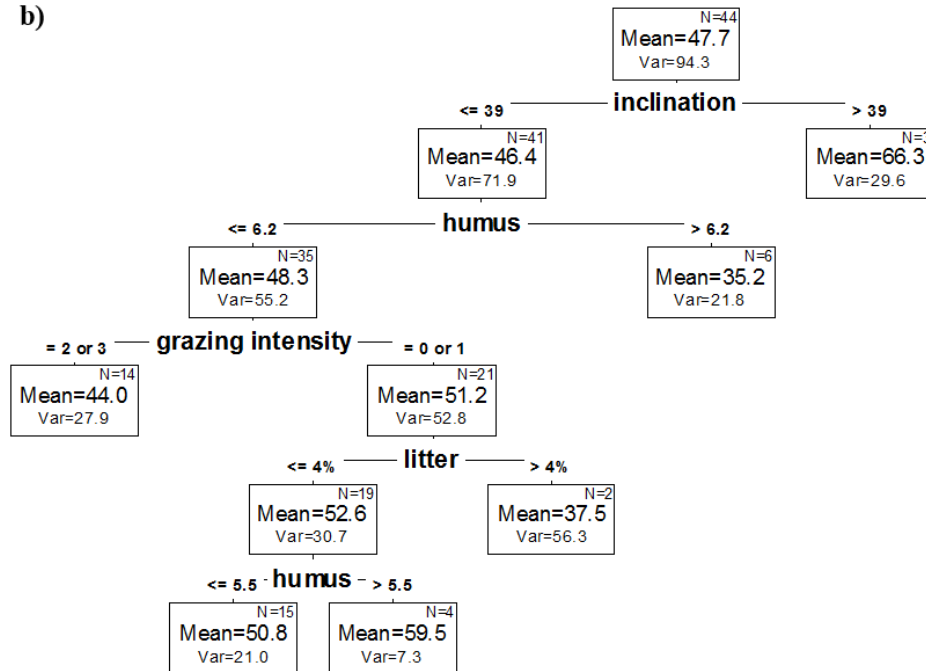 b)
N=44
Mean=47.7
Var=94.3
<= 39 inclination > 39
N=41
Mean=46.4
Var=71.9
N=3
Mean=66.3
Var=29.6
<= 6.2 humus > 6.2
N=35
Mean=48.3
Var=55.2
N=6
Mean=35.2
Var=21.8
= 2 or 3 grazing intensity = 0 or 1
N=14
Mean=44.0
Var=27.9
N=21
Mean=51.2
Var=52.8
<= 4% litter > 4%
N=19
Mean=52.6
Var=30.7
N=2
Mean=37.5
Var=56.3
<= 5.5 humus > 5.5
N=15
Mean=50.8
Var=21.0
N=4
Mean=59.5
Var=7.3